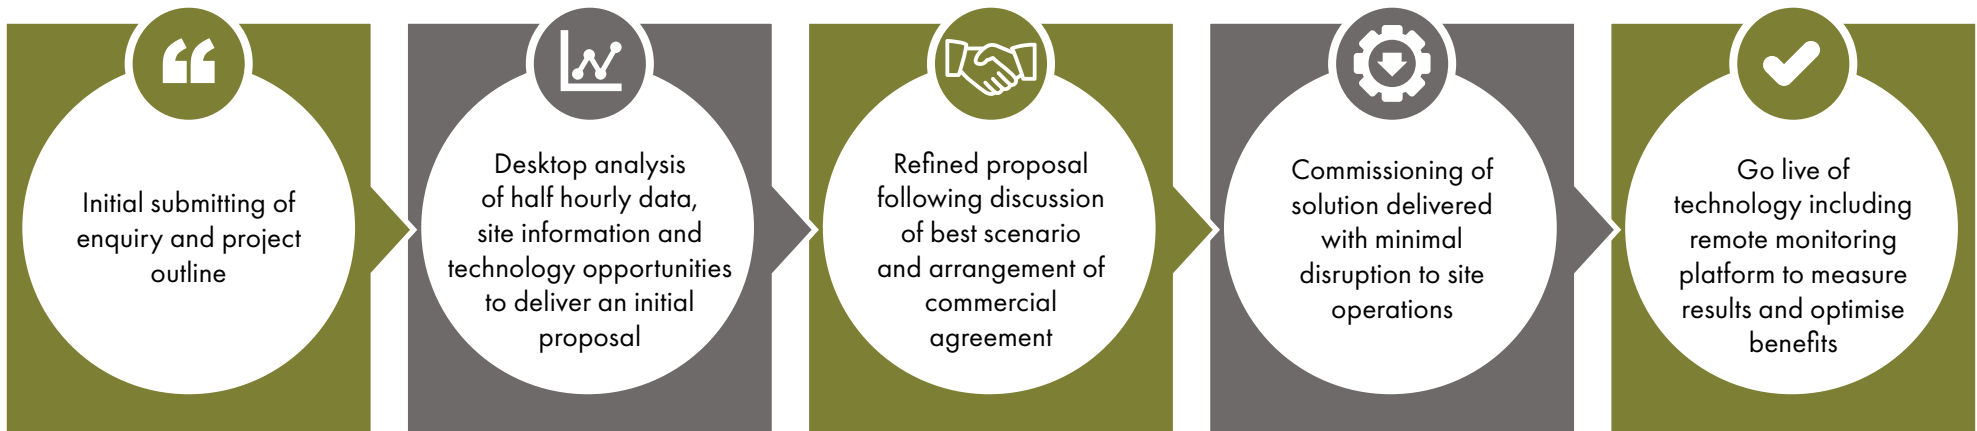 Initial submitting of
enquiry and project
outline
Desktop analysis
of half hourly data,
site information and
technology opportunities
to deliver an initial
proposal
Refined proposal
following discussion
of best scenario
and arrangement of
commercial
agreement
Commissioning of
solution delivered
with minimal
disruption to site
operations
Go live of
technology including
remote monitoring
platform to measure
results and optimise
benefits